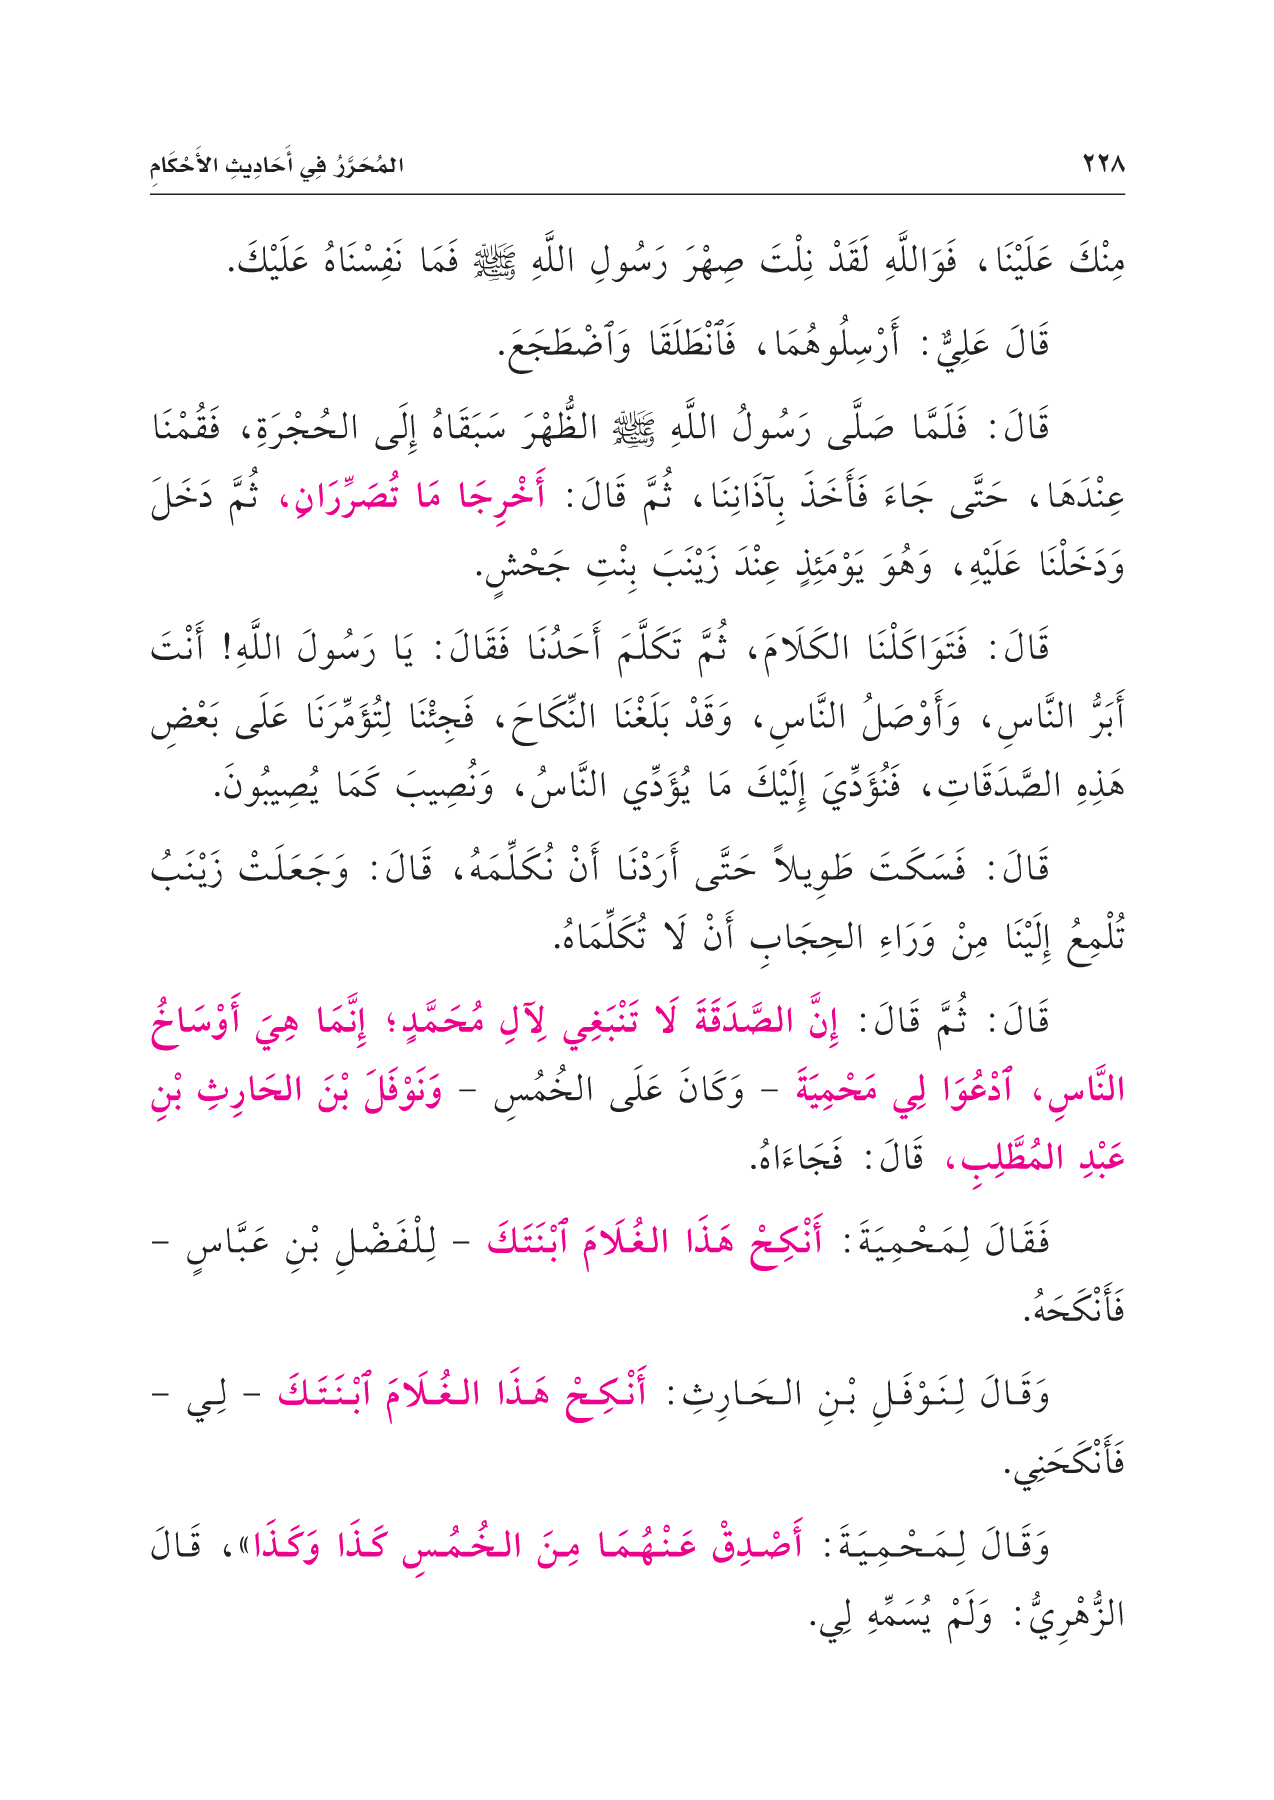 ٢٢٨
المُحَرَّرُ فِي أَحَادِيثِ الأَحْكَامِ
مِنْكَ عَلَيْنَا، فَوَاللَّهِ لَقَدْ نِلْتَ صِهْرَ رَسُولِ اللَّهِ ﷺ فَمَا نَفِسْنَاهُ عَلَيْكَ.
قَالَ عَلِيٌّ: أَرْسِلُوهُمَا، فَٱنْطَلَقَا وَٱضْطَجَعَ.
قَالَ: فَلَمَّا صَلَّى رَسُولُ اللَّهِ ﷺ الظُّهْرَ سَبَقَاهُ إِلَى الحُجْرَةِ، فَقُمْنَا
عِنْدَهَا، حَتَّى جَاءَ فَأَخَذَ بِآذَانِنَا، ثُمَّ قَالَ: أَخْرِجَا مَا تُصَرِّرَانِ، ثُمَّ دَخَلَ
وَدَخَلْنَا عَلَيْهِ، وَهُوَ يَوْمَئِذٍ عِنْدَ زَيْنَبَ بِنْتِ جَحْشٍ.
قَالَ: فَتَوَاكَلْنَا الكَلَامَ، ثُمَّ تَكَلَّمَ أَحَدُنَا فَقَالَ: يَا رَسُولَ اللَّهِ! أَنْتَ
أَبَرُّ النَّاسِ، وَأَوْصَلُ النَّاسِ، وَقَدْ بَلَغْنَا النِّكَاحَ، فَجِئْنَا لِتُؤَمِّرَنَا عَلَى بَعْضِ
هَذِهِ الصَّدَقَاتِ، فَنُؤَدِّيَ إِلَيْكَ مَا يُؤَدِّي النَّاسُ، وَنُصِيبَ كَمَا يُصِيبُونَ.
قَالَ: فَسَكَتَ طَوِيلاً حَتَّى أَرَدْنَا أَنْ نُكَلِّمَهُ، قَالَ: وَجَعَلَتْ زَيْنَبُ
تُلْمِعُ إِلَيْنَا مِنْ وَرَاءِ الحِجَابِ أَنْ لَا تُكَلِّمَاهُ.
قَالَ: ثُمَّ قَالَ: إِنَّ الصَّدَقَةَ لَا تَنْبَغِي لِآلِ مُحَمَّدٍ؛ إِنَّمَا هِيَ أَوْسَاخُ
النَّاسِ، ٱدْعُوَا لِي مَحْمِيَةَ - وَكَانَ عَلَى الخُمُسِ - وَنَوْفَلَ بْنَ الحَارِثِ بْنِ
عَبْدِ المُطَّلِبِ، قَالَ: فَجَاءَاهُ.
فَقَالَ لِمَحْمِيَةَ: أَنْكِحْ هَذَا الغُلَامَ ٱبْنَتَكَ - لِلْفَضْلِ بْنِ عَبَّاسٍ -
فَأَنْكَحَهُ.
وَقَالَ لِنَوْفَلِ بْنِ الحَارِثِ: أَنْكِحْ هَذَا الغُلَامَ ٱبْنَتَكَ - لِي -
فَأَنْكَحَنِي.
وَقَالَ لِمَحْمِيَةَ: أَصْدِقْ عَنْهُمَا مِنَ الخُمُسِ كَذَا وَكَذَا»، قَالَ
الزُّهْرِيُّ: وَلَمْ يُسَمِّهِ لِي.